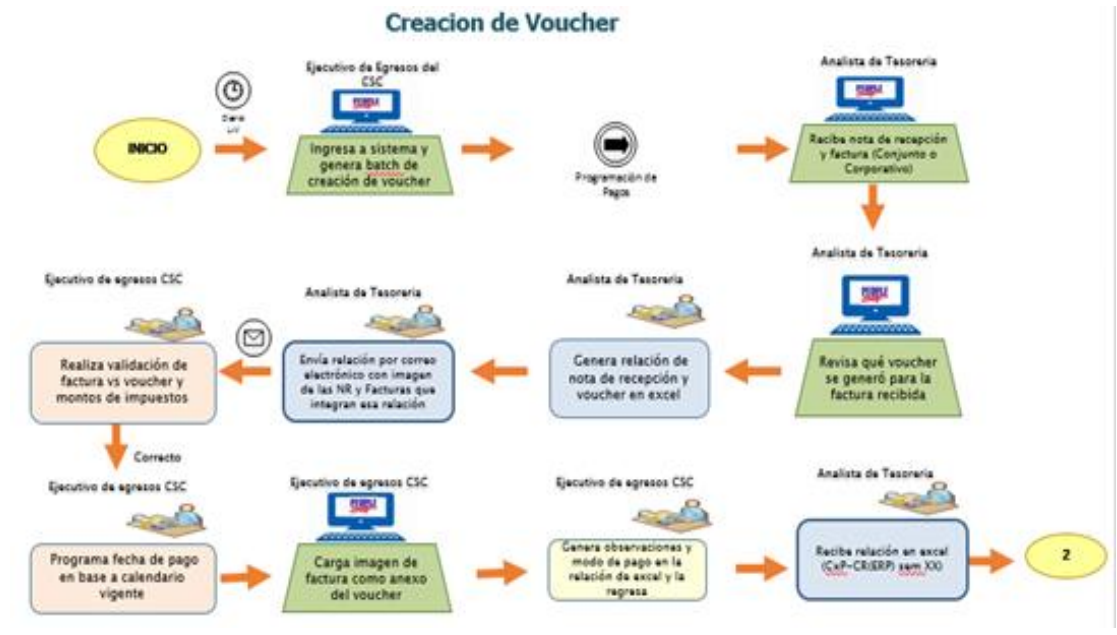 Creacion de Voucher
INICIO
Diario
L-V
Ejecutivo de Egresos del
CSC
PEOPLE
Ingresa a sistema y
genera batch de
creación de voucher
Programación de
Pagos
Analista de Tesoreria
PEOPLE
Recibe nota de recepción
y factura (Conjunto o
Corporativo)
Analista de Tesoreria
PEOPLE
Revisa qué voucher
se generó para la
factura recibida
Analista de Tesoreria
Genera relación de
nota de recepción y
voucher en excel
Analista de Tesoreria
Envía relación por correo
electrónico con imagen
de las NR y Facturas que
integran esa relación
Ejecutivo de egresos CSC
Realiza validación de
factura vs voucher y
montos de impuestos
Correcto
Ejecutivo de egresos CSC
Programa fecha de pago
en base a calendario
vigente
Ejecutivo de egresos CSC
PEOPLE
Carga imagen de
factura como anexo
del voucher
Ejecutivo de egresos CSC
Genera observaciones y
modo de pago en la
relación de excel y la
regresa
Analista de Tesoreria
Recibe relación en excel
(CxP-CR(ERP) sem XX)
2